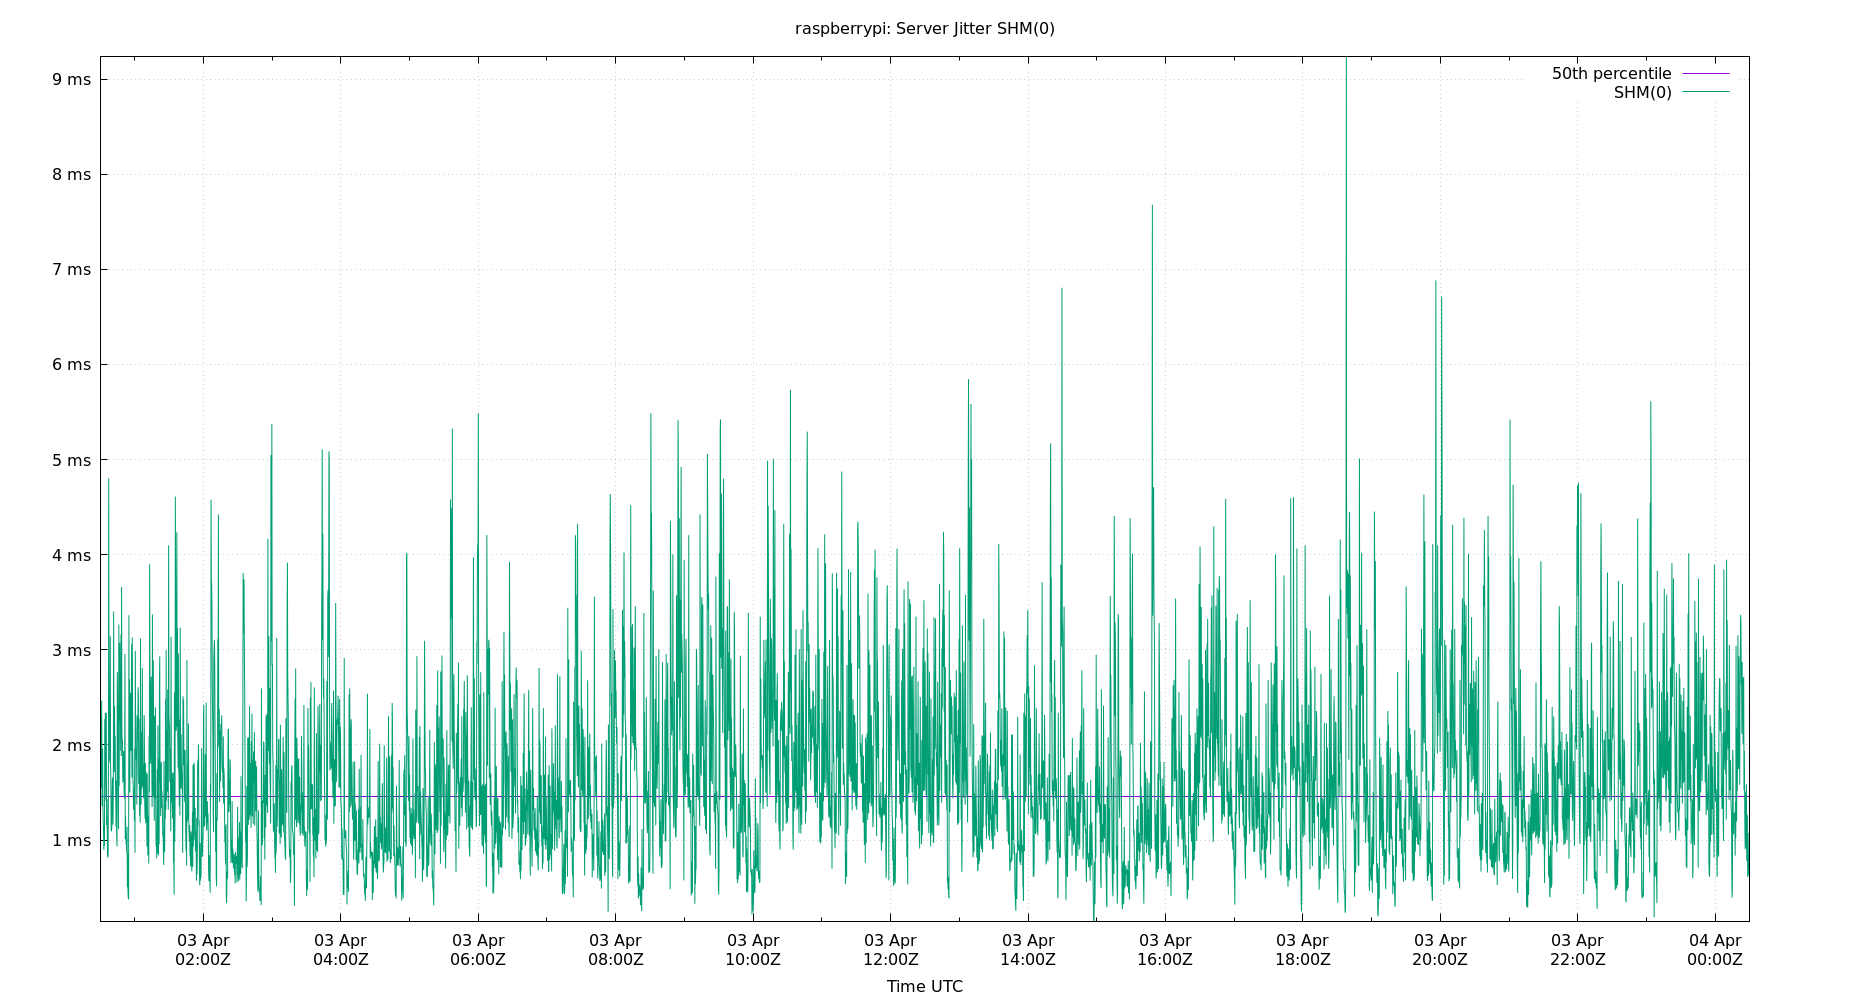 raspberrypi: Server Jitter SHM(0)
50th percentile
SHM(0)
9 ms
8 ms
7 ms
6 ms
5 ms
4 ms
3 ms
2 ms
1 ms
03 Apr 03 Apr 03 Apr 03 Apr 03 Apr 03 Apr 03 Apr 03 Apr 03 Apr 03 Apr 03 Apr 04 Apr
02:00Z 04:00Z 06:00Z 08:00Z 10:00Z 12:00Z 14:00Z 16:00Z 18:00Z 20:00Z 22:00Z 00:00Z
Time UTC